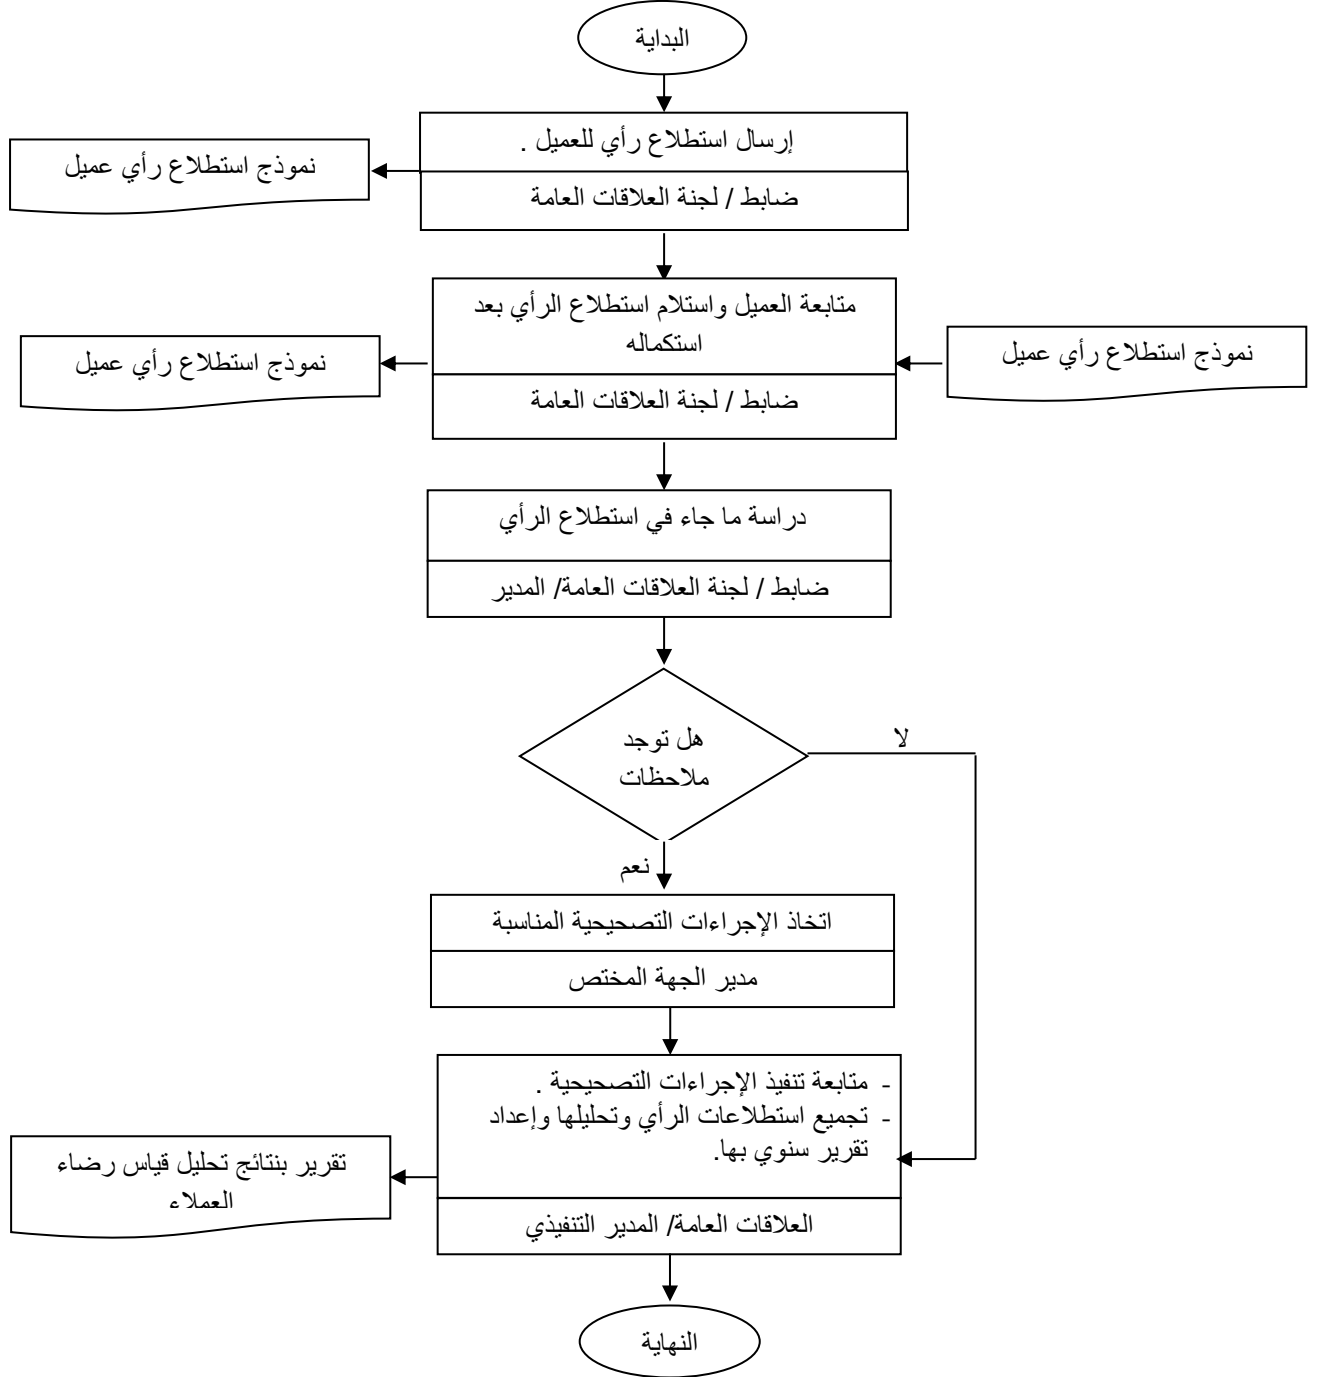 البداية
إرسال استطلاع رأي للعميل .
نموذج استطلاع رأي عميل
ضابط / لجنة العلاقات العامة
متابعة العميل واستلام استطلاع الرأي بعد
استكماله
نموذج استطلاع رأي عميل
نموذج استطلاع رأي عميل
ضابط / لجنة العلاقات العامة
دراسة ما جاء في استطلاع الرأي
ضابط / لجنة العلاقات العامة/ المدير
هل توجد
ملاحظات
لا
نعم
اتخاذ الإجراءات التصحيحية المناسبة
مدير الجهة المختص
- متابعة تنفيذ الإجراءات التصحيحية .
- تجميع استطلاعات الرأي وتحليلها وإعداد
تقرير سنوي بها.
تقرير بنتائج تحليل قياس رضاء
العملاء
العلاقات العامة/ المدير التنفيذي
النهاية